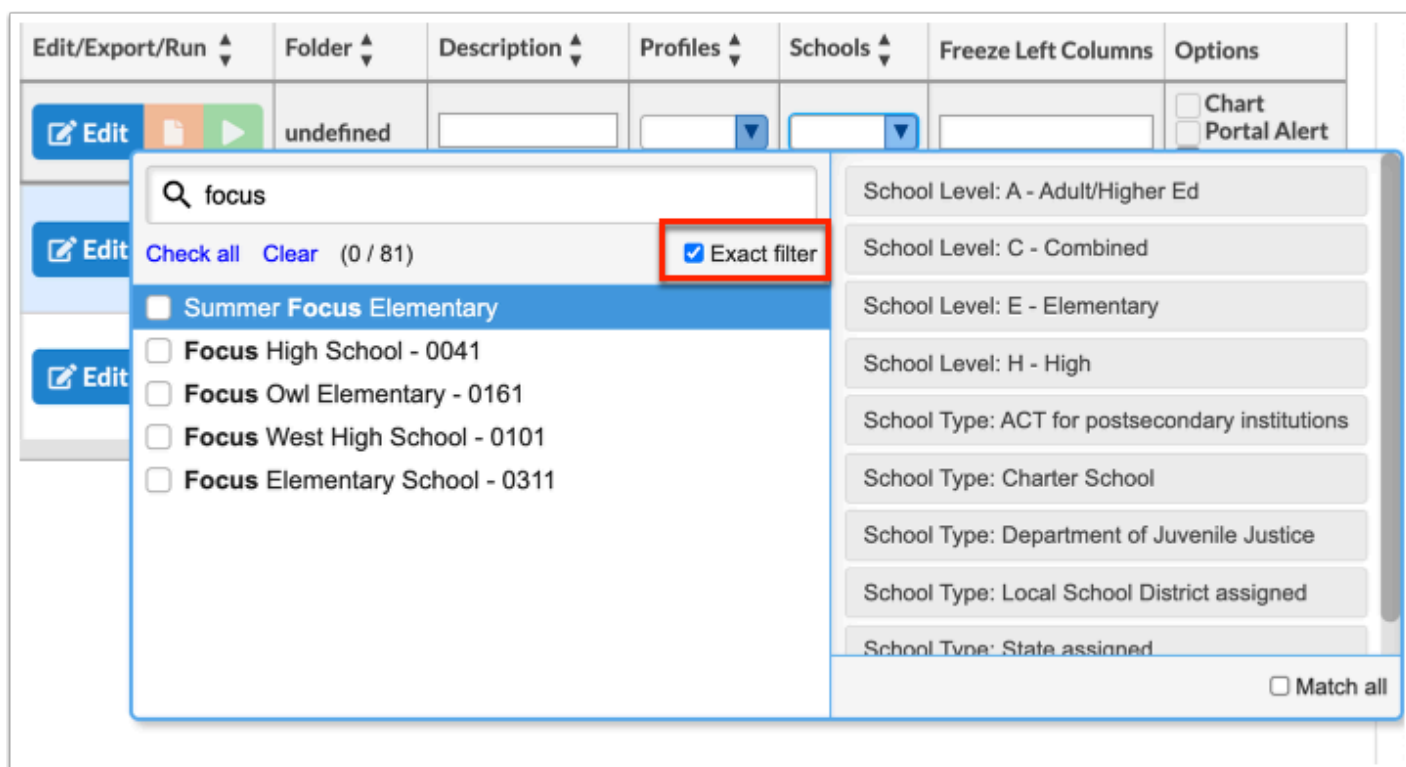 Edit/Export/Run Folder Description Profiles Schools Freeze Left Columns Options
Edit undefined Chart
Portal Alert
focus
Check all Clear (0 / 81) Exact filter
Edit
Summer Focus Elementary
Focus High School - 0041
Edit
Focus Owl Elementary - 0161
Focus West High School - 0101
Focus Elementary School - 0311
School Level: A - Adult/Higher Ed
School Level: C - Combined
School Level: E - Elementary
School Level: H - High
School Type: ACT for postsecondary institutions
School Type: Charter School
School Type: Department of Juvenile Justice
School Type: Local School District assigned
School Type: State assigned
Match all